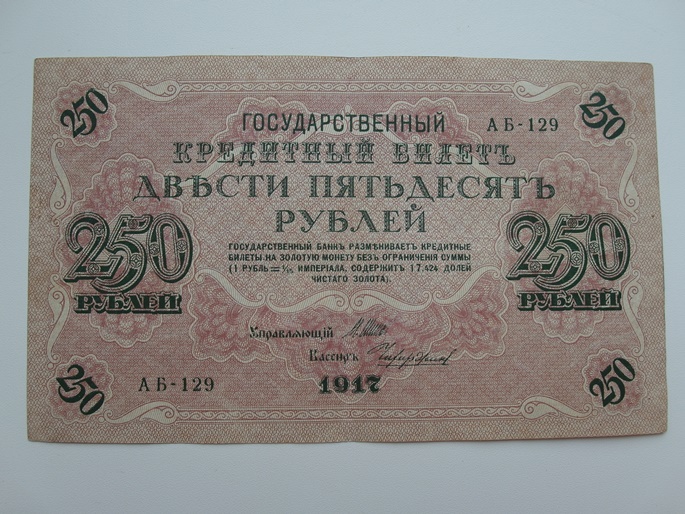 250
250
ГОСУДАРСТВЕННЫЙ
АБ-129
КРЕДИТНЫЙ БИЛЕТЪ
ДВѢСТИ ПЯТЬДЕСЯТЪ
РУБЛЕЙ
250
РУБЛЕЙ
250
РУБЛЕЙ
ГОСУДАРСТВЕННЫЙ БАНКЪ РАЗМѢНИВАЕТЪ КРЕДИТНЫЕ
БИЛЕТЫ НА ЗОЛОТУЮ МОНЕТУ БЕЗЪ ОГРАНИЧЕНІЯ СУММЫ
(1 РУБЛЬ = 1/15 ИМПЕРІАЛА, СОДЕРЖИТЪ 17,424 ДОЛЕЙ
ЧИСТАГО ЗОЛОТА).
Управляющій
Кассиръ
АБ-129
1917
250
250